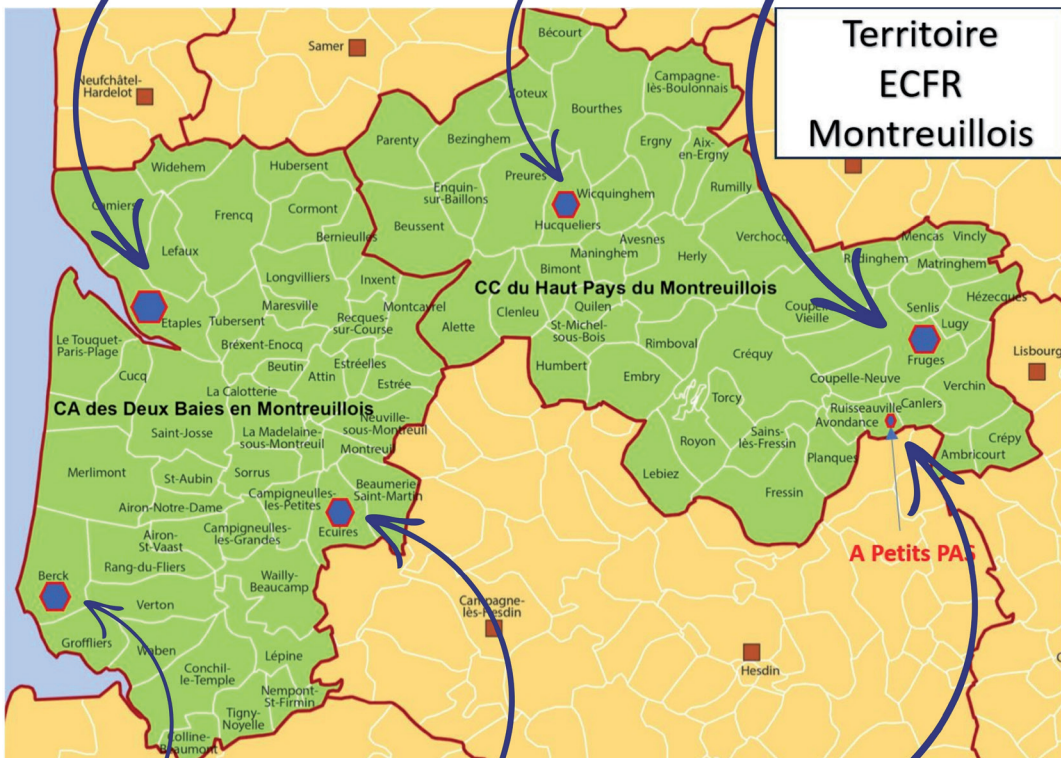 Territoire
ECFR
Montreuillois
Neufchâtel-
Hardelot
Samer
Bécourt
Zoteux
Campagne-
lès-Boulonnais
Bourthes
Parenty
Bezinghem
Ergny
Aix-
en-Ergny
Widehem
Hubersent
Preures
Enquin-
sur-Baillons
Wicquinghem
Rumilly
Camiers
Frencq
Cormont
Beussent
Hucqueliers
Bernieulles
Avesnes
Verchocq
Mencas
Vincly
Lefaux
Maninghem
Herly
Radinghem
Matringhem
Longvilliers
Inxent
Bimont
CC du Haut Pays du Montreuillois
Hézecques
Maresville
Montcavrel
Clenleu
Quilen
Coupelle-
Vieille
Senlis
Etaples
Tubersent
Recques-
sur-Course
Alette
St-Michel-
sous-Bois
Lugy
Le Touquet-
Paris-Plage
Bréxent-Enocq
Rimboval
Créquy
Fruges
Lisbourg
Cucq
Beutin
Attin
Estréelles
Estrée
Humbert
Embry
Coupelle-Neuve
Verchin
La Calotterie
Torcy
CA des Deux Baies en Montreuillois
Ruisseauville
Canlers
Avondance
Saint-Josse
La Madelaine-
sous-Montreuil
Neuville-
sous-Montreuil
Montreuil
Royon
Sains-
lès-Fressin
Planques
Crépy
Ambricourt
Merlimont
St-Aubin
Sorrus
Lebiez
Fressin
Beaumerie-
Saint-Martin
Campigneulles-
les-Petites
Airon-Notre-Dame
Airon-
St-Vaast
Campigneulles-
les-Grandes
Ecuires
A Petits PAS
Rang-du-Fliers
Berck
Wailly-
Beaucamp
Verton
Campagne-
lès-Hesdin
Groffliers
Waben
Lépine
Conchil-
le-Temple
Hesdin
Nempont-
St-Firmin
Tigny-
Noyelle
Colline-
Beaumont